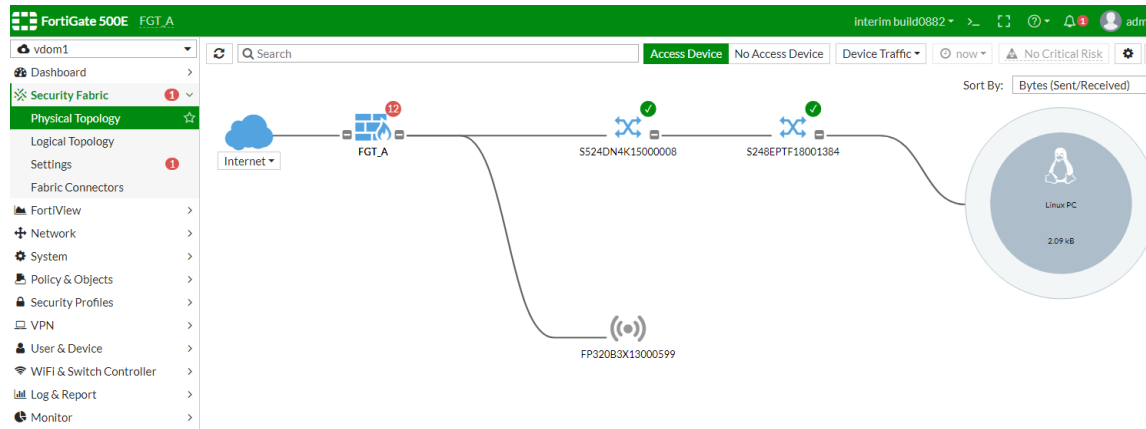 FortiGate 500E FGT_A interim build0882 >_ 1 adm
vdom1 Search Access Device No Access Device Device Traffic now No Critical Risk
Dashboard
Security Fabric 1
Sort By: Bytes (Sent/Received)
Physical Topology
Logical Topology
Settings 1
Fabric Connectors
FortiView
Network
System
Policy & Objects
Security Profiles
VPN
User & Device
WiFi & Switch Controller
Log & Report
Monitor
Internet
12
FGT_A
S524DN4K15000008
S248EPTF18001384
Linux PC
2.09 kB
FP320B3X13000599